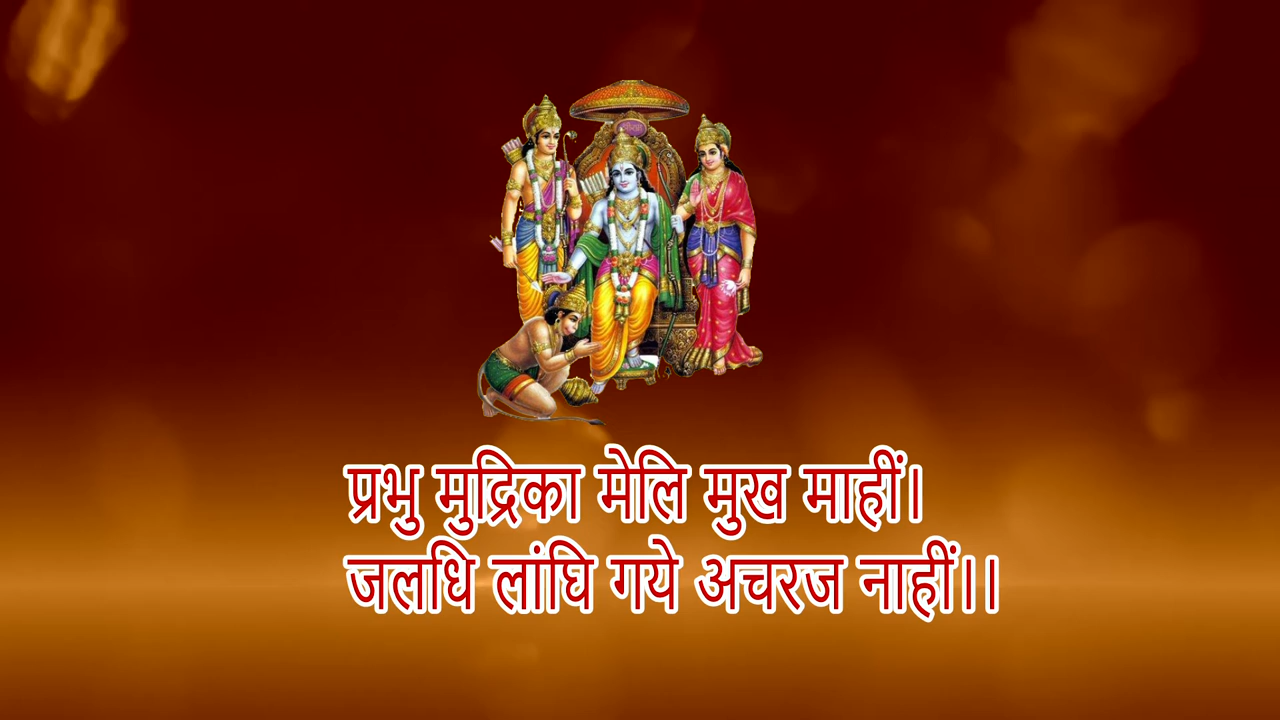 प्रभु मुद्रिका मेलि मुख माहीं।
जलधि लांघि गये अचरज नाहीं।।